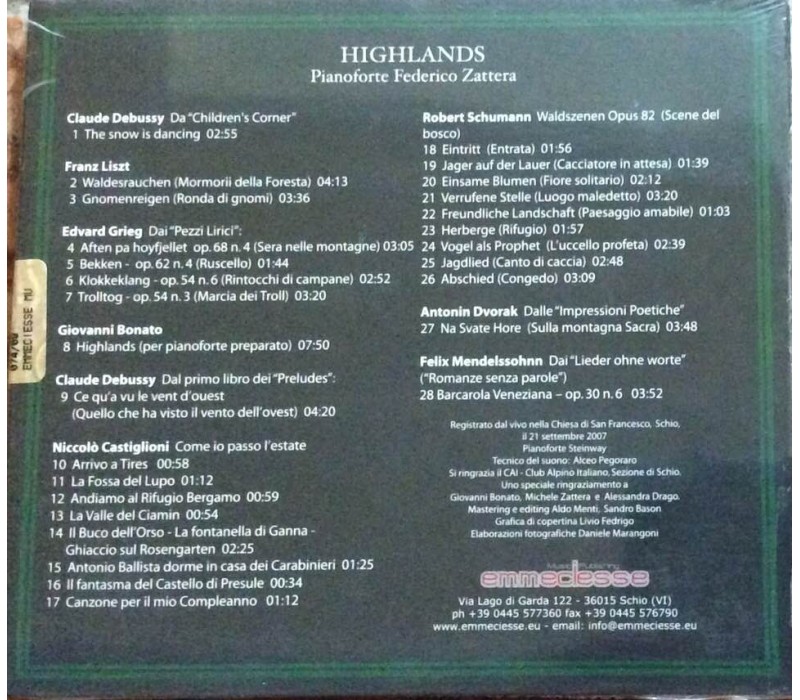 HIGHLANDS
Pianoforte Federico Zattera
Claude Debussy Da "Children's Corner"
1 The snow is dancing 02:55
Franz Liszt
2 Waldesrauchen (Mormorii della Foresta) 04:13
3 Gnomenreigen (Ronda di gnomi) 03:36
Edvard Grieg Dai "Pezzi Lirici":
4 Aften pa hoyfjellet op. 68 n. 4 (Sera nelle montagne) 03:05
5 Bekken - op. 62 n. 4 (Ruscello) 01:44
6 Klokkeklang - op. 54 n. 6 (Rintocchi di campane) 02:52
7 Trolltog - op. 54 n. 3 (Marcia dei Troll) 03:20
Giovanni Bonato
8 Highlands (per pianoforte preparato) 07:50
Claude Debussy Dal primo libro dei "Preludes":
9 Ce qu'a vu le vent d'ouest
(Quello che ha visto il vento dell'ovest) 04:20
Niccolò Castiglioni Come io passo l'estate
10 Arrivo a Tires 00:58
11 La Fossa del Lupo 01:12
12 Andiamo al Rifugio Bergamo 00:59
13 La Valle del Ciamin 00:54
14 Il Buco dell'Orso - La fontanella di Ganna -
Ghiaccio sul Rosengarten 02:25
15 Antonio Ballista dorme in casa dei Carabinieri 01:25
16 Il fantasma del Castello di Presule 00:34
17 Canzone per il mio Compleanno 01:12
Robert Schumann Waldszenen Opus 82 (Scene del
bosco)
18 Eintritt (Entrata) 01:56
19 Jager auf der Lauer (Cacciatore in attesa) 01:39
20 Einsame Blumen (Fiore solitario) 02:12
21 Verrufene Stelle (Luogo maledetto) 03:20
22 Freundliche Landschaft (Paesaggio amabile) 01:03
23 Herberge (Rifugio) 01:57
24 Vogel als Prophet (L'uccello profeta) 02:39
25 Jagdlied (Canto di caccia) 02:48
26 Abschied (Congedo) 03:09
Antonin Dvorak Dalle "Impressioni Poetiche"
27 Na Svate Hore (Sulla montagna Sacra) 03:48
Felix Mendelssohnn Dai "Lieder ohne worte"
("Romanze senza parole")
28 Barcarola Veneziana – op. 30 n. 6 03:52
Registrato dal vivo nella Chiesa di San Francesco, Schio,
il 21 settembre 2007
Pianoforte Steinway
Tecnico del suono: Alceo Pegoraro
Si ringrazia il CAI - Club Alpino Italiano, Sezione di Schio.
Uno speciale ringraziamento a
Giovanni Bonato, Michele Zattera e Alessandra Drago.
Mastering e editing Aldo Menti, Sandro Bason
Grafica di copertina Livio Fedrigo
Elaborazioni fotografiche Daniele Marangoni
emmeciesse
Via Lago di Garda 122 - 36015 Schio (VI)
ph +39 0445 577360 fax +39 0445 576790
www.emmeciesse.eu - email: info@emmeciesse.eu
EMMECIESSE MU